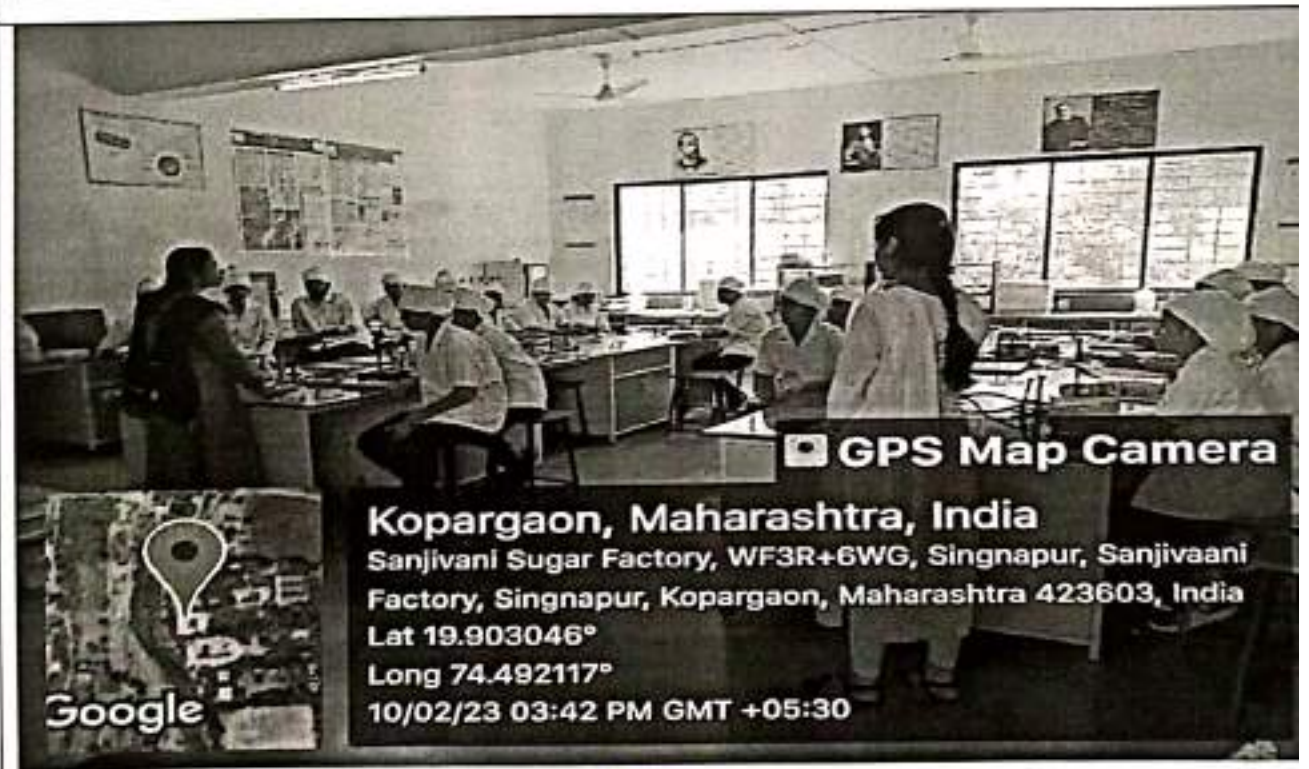 GPS Map Camera
Kopargaon, Maharashtra, India
Sanjivani Sugar Factory, WF3R+6WG, Singnapur, Sanjivaani
Factory, Singnapur, Kopargaon, Maharashtra 423603, India
Lat 19.903046°
Long 74.492117°
10/02/23 03:42 PM GMT +05:30
Google